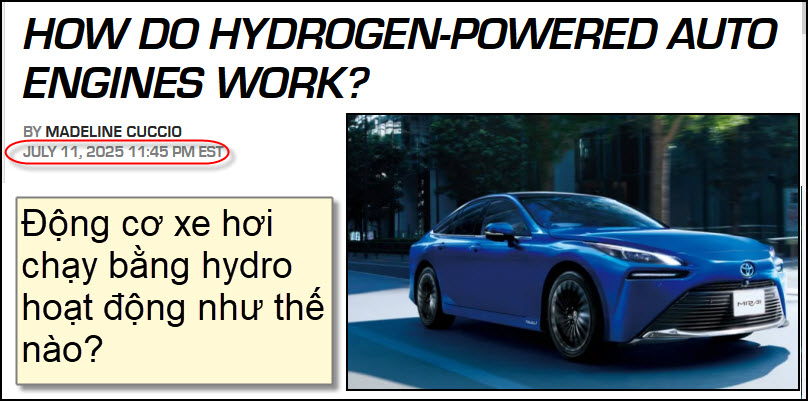 HOW DO HYDROGEN-POWERED AUTO
ENGINES WORK?
BY MADELINE CUCCIO
JULY 11, 2025 11:45 PM EST
Động cơ xe hơi
chạy bằng hydro
hoạt động như thế
nào?
MIRAI